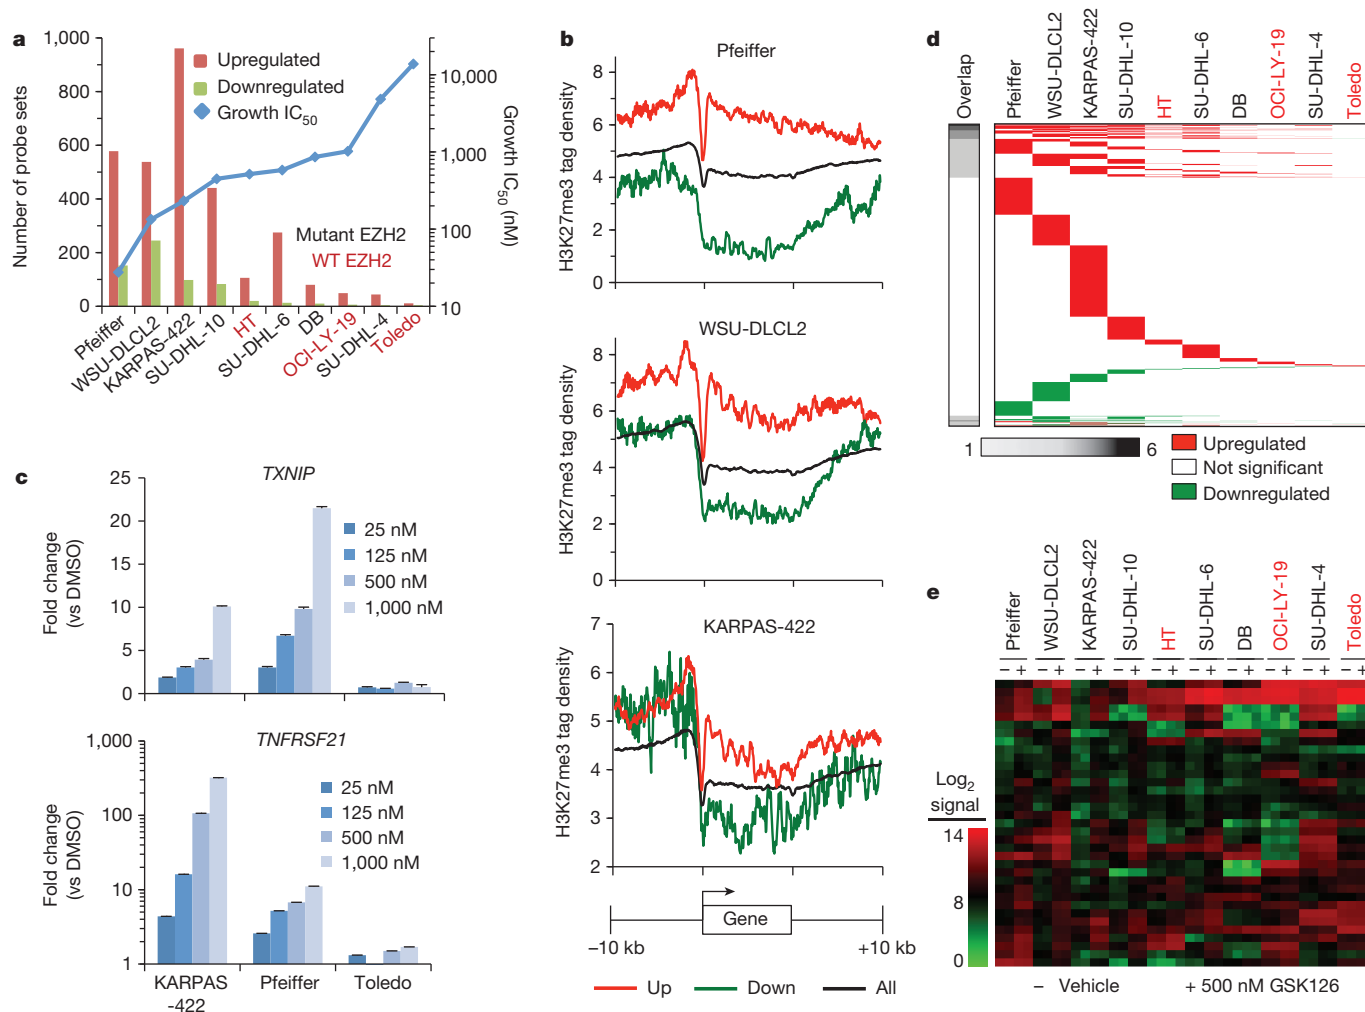 a
1,000
900
800
600
400
200
0
Number of probe sets
Upregulated
Downregulated
Growth IC50
10,000
1,000
100
10
Growth IC50 (nM)
Mutant EZH2
WT EZH2
Pfeiffer
WSU-DLCL2
KARPAS-422
SU-DHL-10
HT
SU-DHL-6
DB
OCI-LY-19
SU-DHL-4
Toledo
b
Pfeiffer
H3K27me3 tag density
8
6
4
2
0
WSU-DLCL2
H3K27me3 tag density
8
6
4
2
0
KARPAS-422
H3K27me3 tag density
7
6
5
4
3
2
Gene
−10 kb
+10 kb
Up
Down
All
c
TXNIP
Fold change
(vs DMSO)
25
20
15
10
5
0
25 nM
125 nM
500 nM
1,000 nM
TNFRSF21
Fold change
(vs DMSO)
1,000
100
10
1
25 nM
125 nM
500 nM
1,000 nM
KARPAS
-422
Pfeiffer
Toledo
d
Overlap
Pfeiffer
WSU-DLCL2
KARPAS-422
SU-DHL-10
HT
SU-DHL-6
DB
OCI-LY-19
SU-DHL-4
Toledo
1
6
Upregulated
Not significant
Downregulated
e
Pfeiffer
WSU-DLCL2
KARPAS-422
SU-DHL-10
HT
SU-DHL-6
DB
OCI-LY-19
SU-DHL-4
Toledo
− + − + − + − + − + − + − + − + − + − +
Log2
signal
14
8
0
− Vehicle
+ 500 nM GSK126